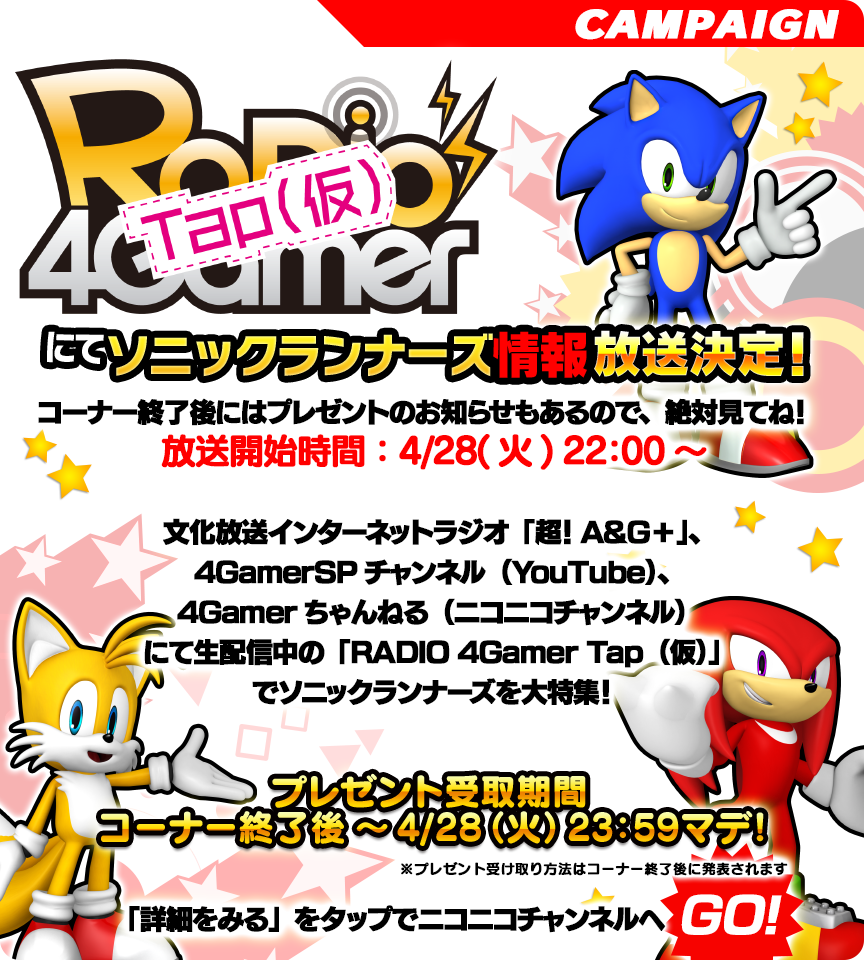 CAMPAIGN
RADIO
Tap(仮)
4Gamer
にてソニックランナーズ情報放送決定!
コーナー終了後にはプレゼントのお知らせもあるので、絶対見てね!
放送開始時間：4/28(火) 22:00～
文化放送インターネットラジオ「超! A&G＋」、
4GamerSPチャンネル（YouTube）、
4Gamerちゃんねる（ニコニコチャンネル）
にて生配信中の「RADIO 4Gamer Tap（仮）」
でソニックランナーズを大特集!
プレゼント受取期間
コーナー終了後～4/28（火）23:59マデ!
※プレゼント受け取り方法はコーナー終了後に発表されます
「詳細をみる」をタップでニコニコチャンネルへ GO!